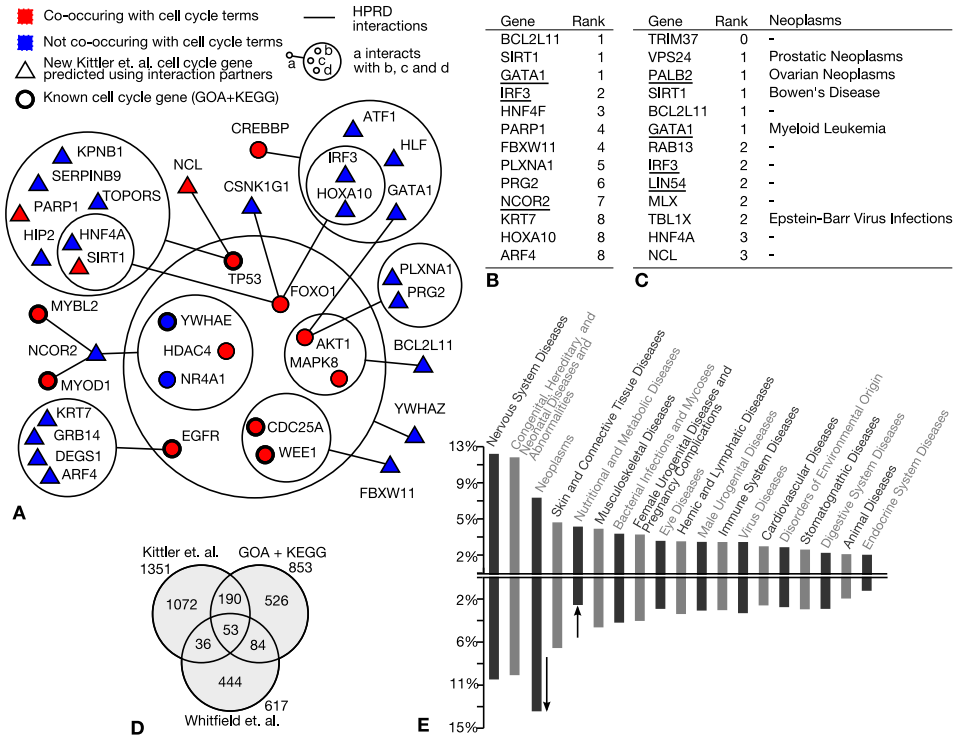 Co-occuring with cell cycle terms
Not co-occuring with cell cycle terms
New Kittler et. al. cell cycle gene
predicted using interaction partners
Known cell cycle gene (GOA+KEGG)
HPRD
interactions
a
b
c
d
a interacts
with b, c and d
KPNB1
SERPINB9
TOPORS
PARP1
HIP2
HNF4A
SIRT1
NCL
CREBBP
CSNK1G1
ATF1
IRF3
HLF
HOXA10
GATA1
TP53
FOXO1
PLXNA1
PRG2
MYBL2
NCOR2
MYOD1
YWHAE
HDAC4
NR4A1
AKT1
MAPK8
BCL2L11
YWHAZ
KRT7
GRB14
DEGS1
ARF4
EGFR
CDC25A
WEE1
FBXW11
A
Gene Rank
BCL2L11 1
SIRT1 1
GATA1 1
IRF3 2
HNF4F 3
PARP1 4
FBXW11 4
PLXNA1 5
PRG2 6
NCOR2 7
KRT7 8
HOXA10 8
ARF4 8
B
Gene Rank Neoplasms
TRIM37 0 -
VPS24 1 Prostatic Neoplasms
PALB2 1 Ovarian Neoplasms
SIRT1 1 Bowen's Disease
BCL2L11 1 -
GATA1 1 Myeloid Leukemia
RAB13 2 -
IRF3 2 -
LIN54 2 -
MLX 2 -
TBL1X 2 Epstein-Barr Virus Infections
HNF4A 3 -
NCL 3 -
C
Kittler et. al.
1351
GOA + KEGG
853
1072
190
526
53
36
84
444
617
Whitfield et. al.
D
Nervous System Diseases
Congenital, Hereditary, and
Neonatal Diseases and
Abnormalities
Neoplasms
Skin and Connective Tissue Diseases
Nutritional and Metabolic Diseases
Musculoskeletal Diseases
Bacterial Infections and Mycoses
Female Urogenital Diseases and
Pregnancy Complications
Eye Diseases
Hemic and Lymphatic Diseases
Male Urogenital Diseases
Immune System Diseases
Virus Diseases
Cardiovascular Diseases
Disorders of Environmental Origin
Stomatognathic Diseases
Digestive System Diseases
Animal Diseases
Endocrine System Diseases
13%
9%
5%
2%
2%
6%
11%
15%
E